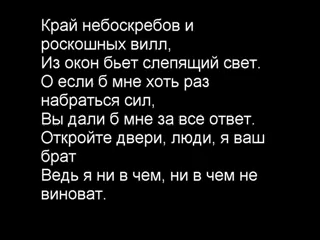 Край небоскребов и
роскошных вилл,
Из окон бьет слепящий свет.
О если б мне хоть раз
набраться сил,
Вы дали б мне за все ответ.
Откройте двери, люди, я ваш
брат
Ведь я ни в чем, ни в чем не
виноват.